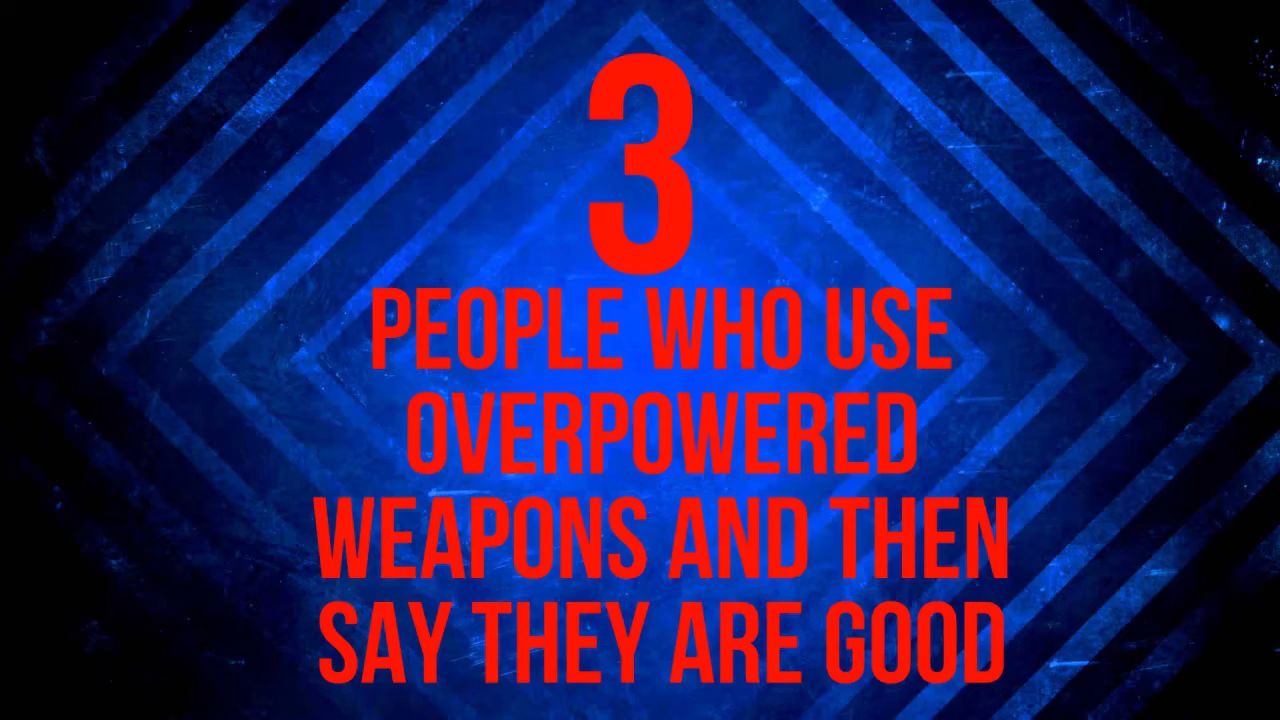 3
PEOPLE WHO USE
OVERPOWERED
WEAPONS AND THEN
SAY THEY ARE GOOD